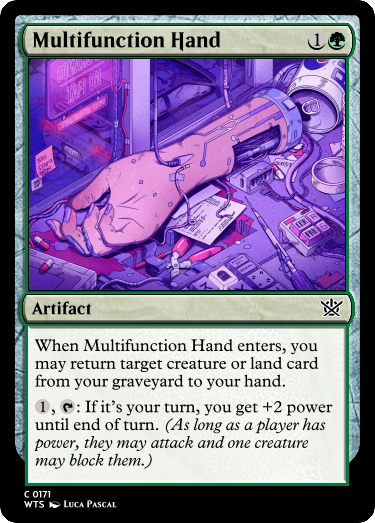 Multifunction Hand 1
Artifact
When Multifunction Hand enters, you
may return target creature or land card
from your graveyard to your hand.
1, : If it's your turn, you get +2 power
until end of turn. (As long as a player has
power, they may attack and one creature
may block them.)
C 0171
WTS Luca Pascal